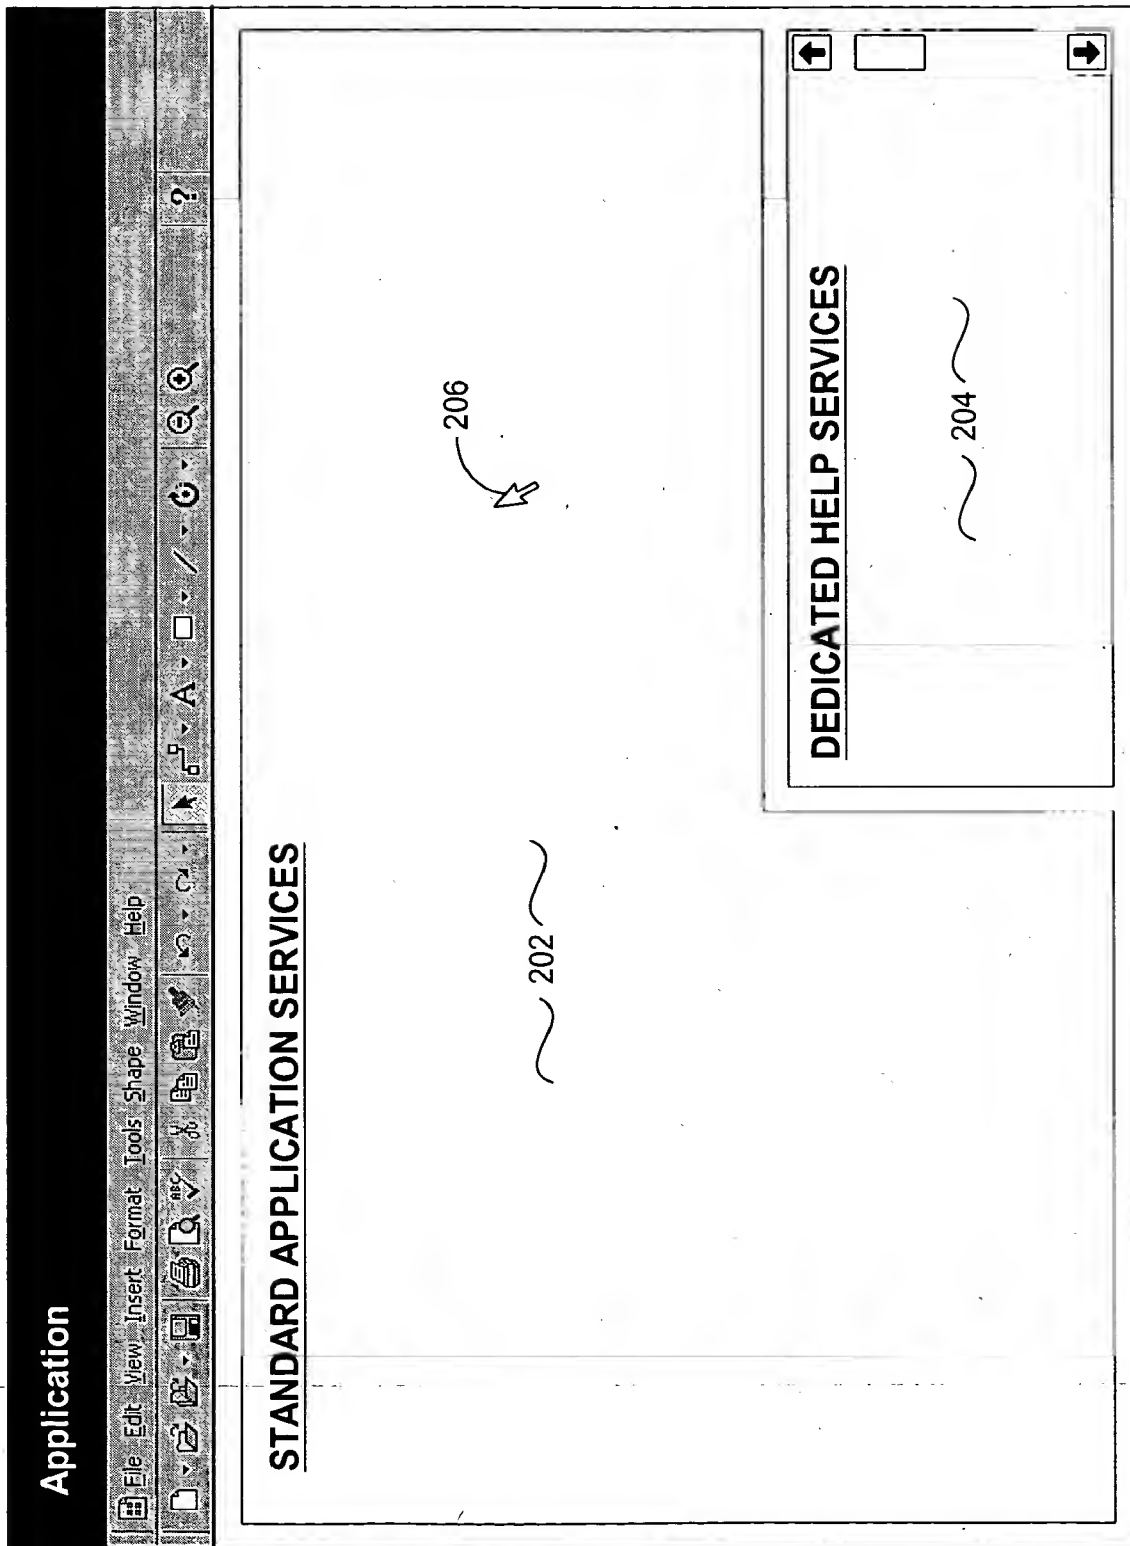 Application
File Edit View Insert Format Tools Shape Window Help
ABC A ?
STANDARD APPLICATION SERVICES
206
202
DEDICATED HELP SERVICES
204